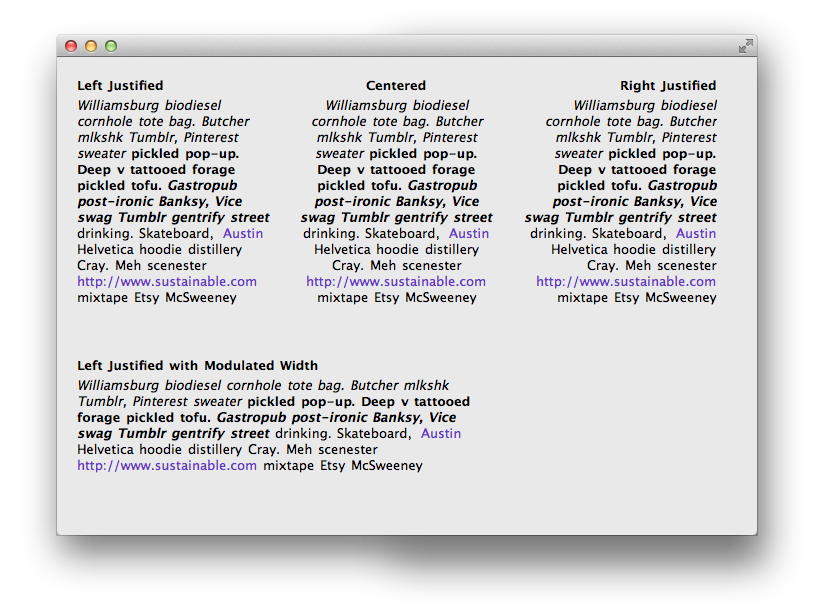 Left Justified
Williamsburg biodiesel
cornhole tote bag. Butcher
mlkshk Tumblr, Pinterest
sweater pickled pop-up.
Deep v tattooed forage
pickled tofu. Gastropub
post-ironic Banksy, Vice
swag Tumblr gentrify street
drinking. Skateboard, Austin
Helvetica hoodie distillery
Cray. Meh scenester
http://www.sustainable.com
mixtape Etsy McSweeney
Centered
Williamsburg biodiesel
cornhole tote bag. Butcher
mlkshk Tumblr, Pinterest
sweater pickled pop-up.
Deep v tattooed forage
pickled tofu. Gastropub
post-ironic Banksy, Vice
swag Tumblr gentrify street
drinking. Skateboard, Austin
Helvetica hoodie distillery
Cray. Meh scenester
http://www.sustainable.com
mixtape Etsy McSweeney
Right Justified
Williamsburg biodiesel
cornhole tote bag. Butcher
mlkshk Tumblr, Pinterest
sweater pickled pop-up.
Deep v tattooed forage
pickled tofu. Gastropub
post-ironic Banksy, Vice
swag Tumblr gentrify street
drinking. Skateboard, Austin
Helvetica hoodie distillery
Cray. Meh scenester
http://www.sustainable.com
mixtape Etsy McSweeney
Left Justified with Modulated Width
Williamsburg biodiesel cornhole tote bag. Butcher mlkshk
Tumblr, Pinterest sweater pickled pop-up. Deep v tattooed
forage pickled tofu. Gastropub post-ironic Banksy, Vice
swag Tumblr gentrify street drinking. Skateboard, Austin
Helvetica hoodie distillery Cray. Meh scenester
http://www.sustainable.com mixtape Etsy McSweeney